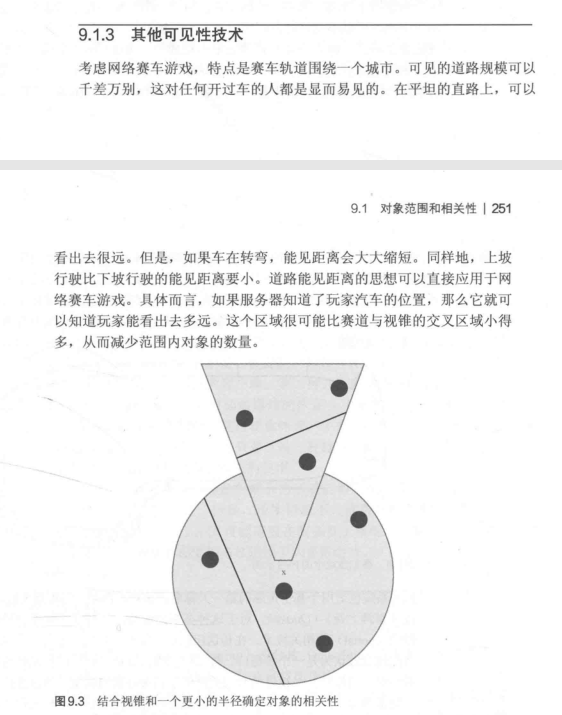 9.1.3 其他可见性技术
考虑网络赛车游戏，特点是赛车轨道围绕一个城市。可见的道路规模可以
千差万别，这对任何开过车的人都是显而易见的。在平坦的直路上，可以
9.1 对象范围和相关性 | 251
看出去很远。但是，如果车在转弯，能见距离会大大缩短。同样地，上坡
行驶比下坡行驶的能见距离要小。道路能见距离的思想可以直接应用于网
络赛车游戏。具体而言，如果服务器知道了玩家汽车的位置，那么它就可
以知道玩家能看出去多远。这个区域很可能比赛道与视锥的交叉区域小得
多，从而减少范围内对象的数量。
x
图9.3 结合视锥和一个更小的半径确定对象的相关性